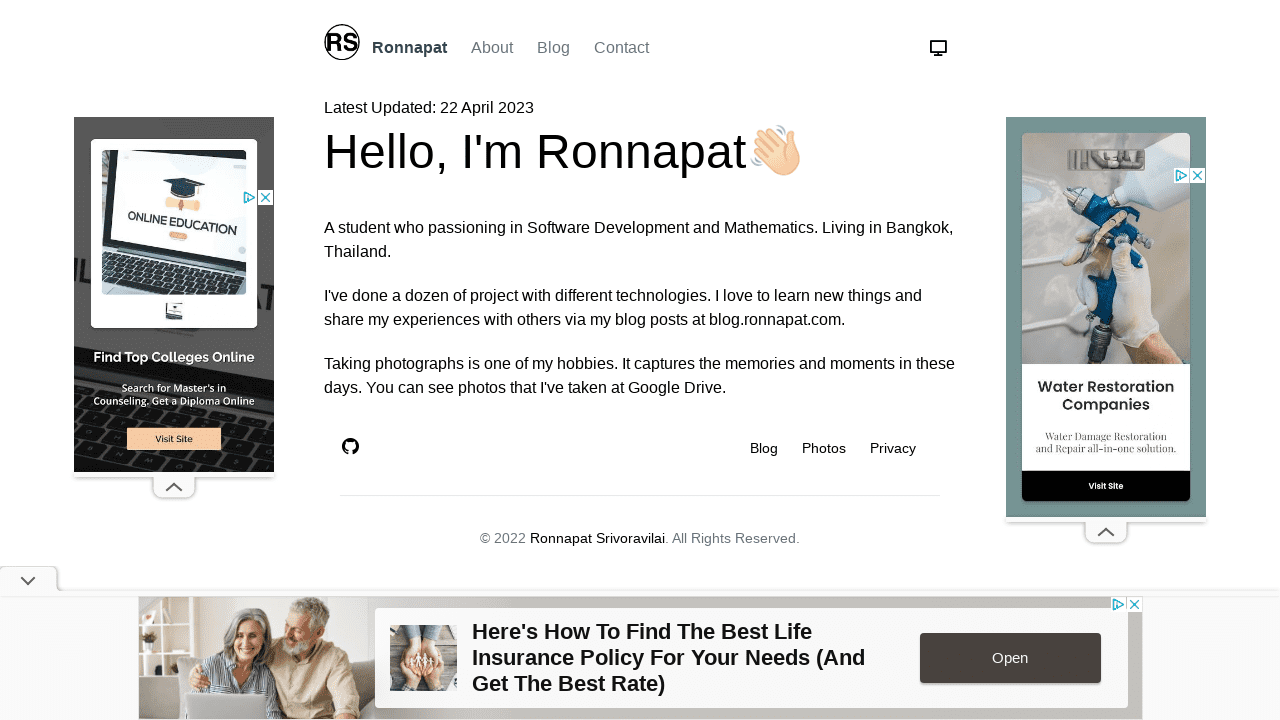 RS
Ronnapat
About
Blog
Contact
Latest Updated: 22 April 2023
Hello, I'm Ronnapat👋🏻
A student who passioning in Software Development and Mathematics. Living in Bangkok,
Thailand.
I've done a dozen of project with different technologies. I love to learn new things and
share my experiences with others via my blog posts at blog.ronnapat.com.
Taking photographs is one of my hobbies. It captures the memories and moments in these
days. You can see photos that I've taken at Google Drive.
Blog
Photos
Privacy
© 2022 Ronnapat Srivoravilai. All Rights Reserved.
ONLINE EDUCATION
Find Top Colleges Online
Search for Master's in
Counseling. Get a Diploma Online
Visit Site
Water Restoration
Companies
Water Damage Restoration
and Repair all-in-one solution.
Visit Site
Here's How To Find The Best Life
Insurance Policy For Your Needs (And
Get The Best Rate)
Open